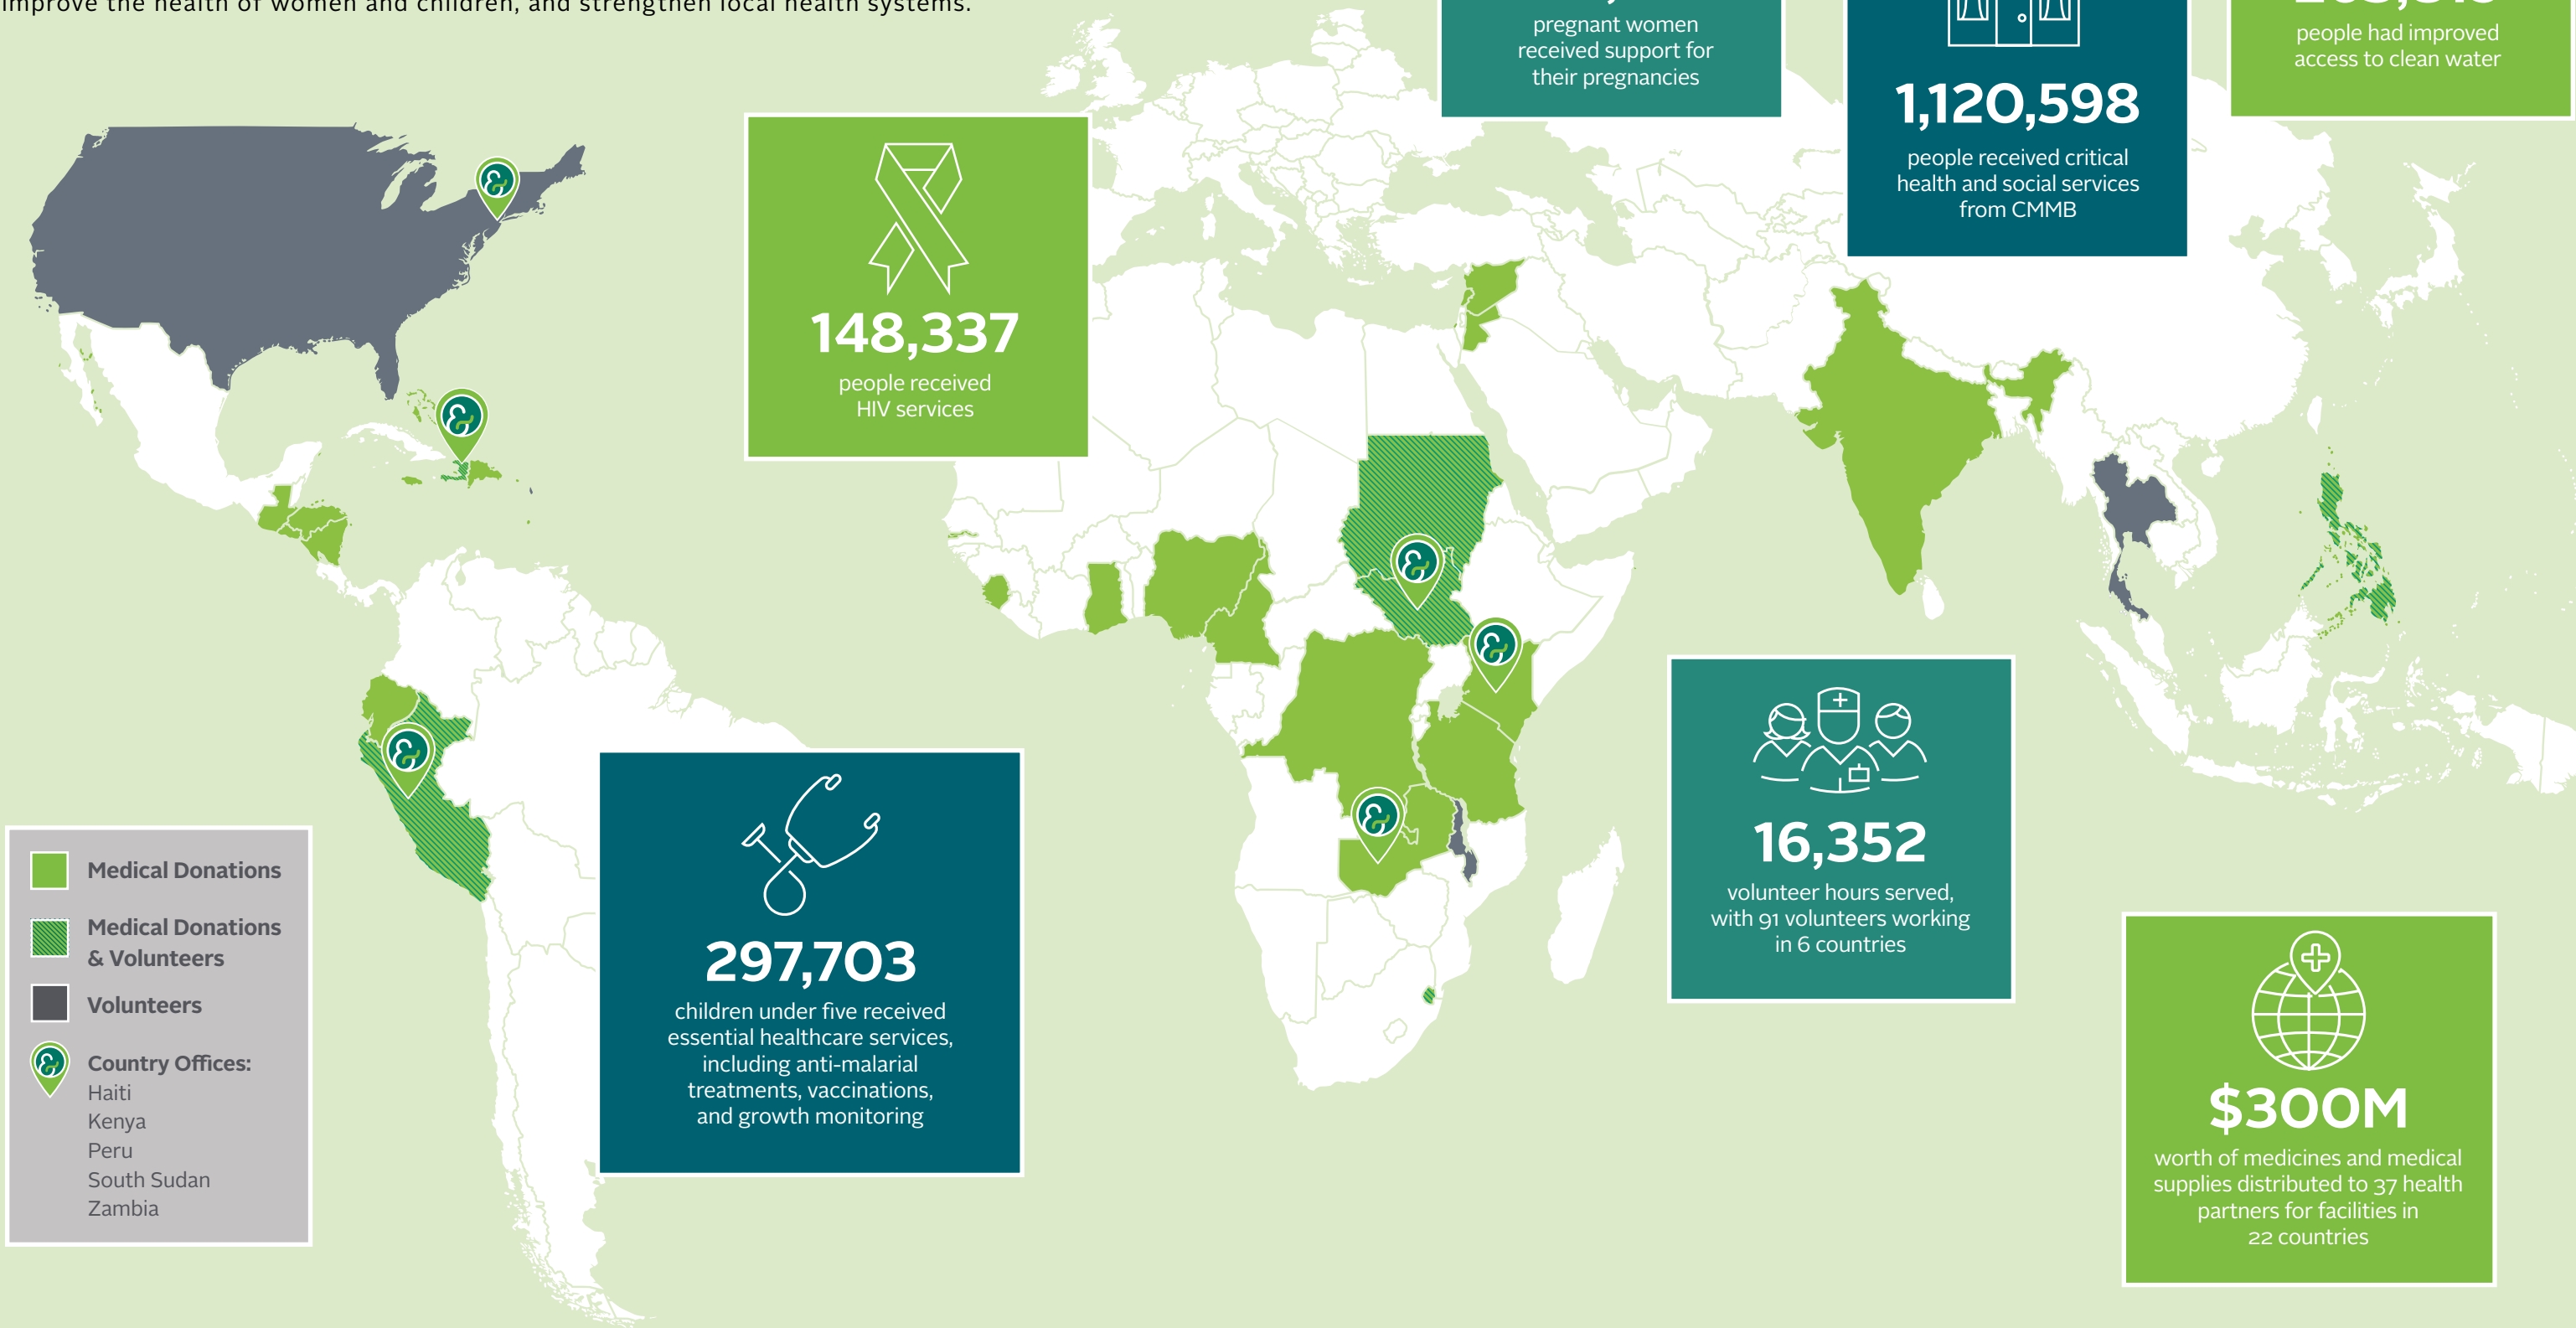 improve the health of women and children, and strengthen local health systems.
pregnant women
received support for
their pregnancies
1,120,598
people received critical
health and social services
from CMMB
people had improved
access to clean water
148,337
people received
HIV services
297,703
children under five received
essential healthcare services,
including anti-malarial
treatments, vaccinations,
and growth monitoring
16,352
volunteer hours served,
with 91 volunteers working
in 6 countries
$300M
worth of medicines and medical
supplies distributed to 37 health
partners for facilities in
22 countries
Medical Donations
Medical Donations
& Volunteers
Volunteers
Country Offices:
Haiti
Kenya
Peru
South Sudan
Zambia